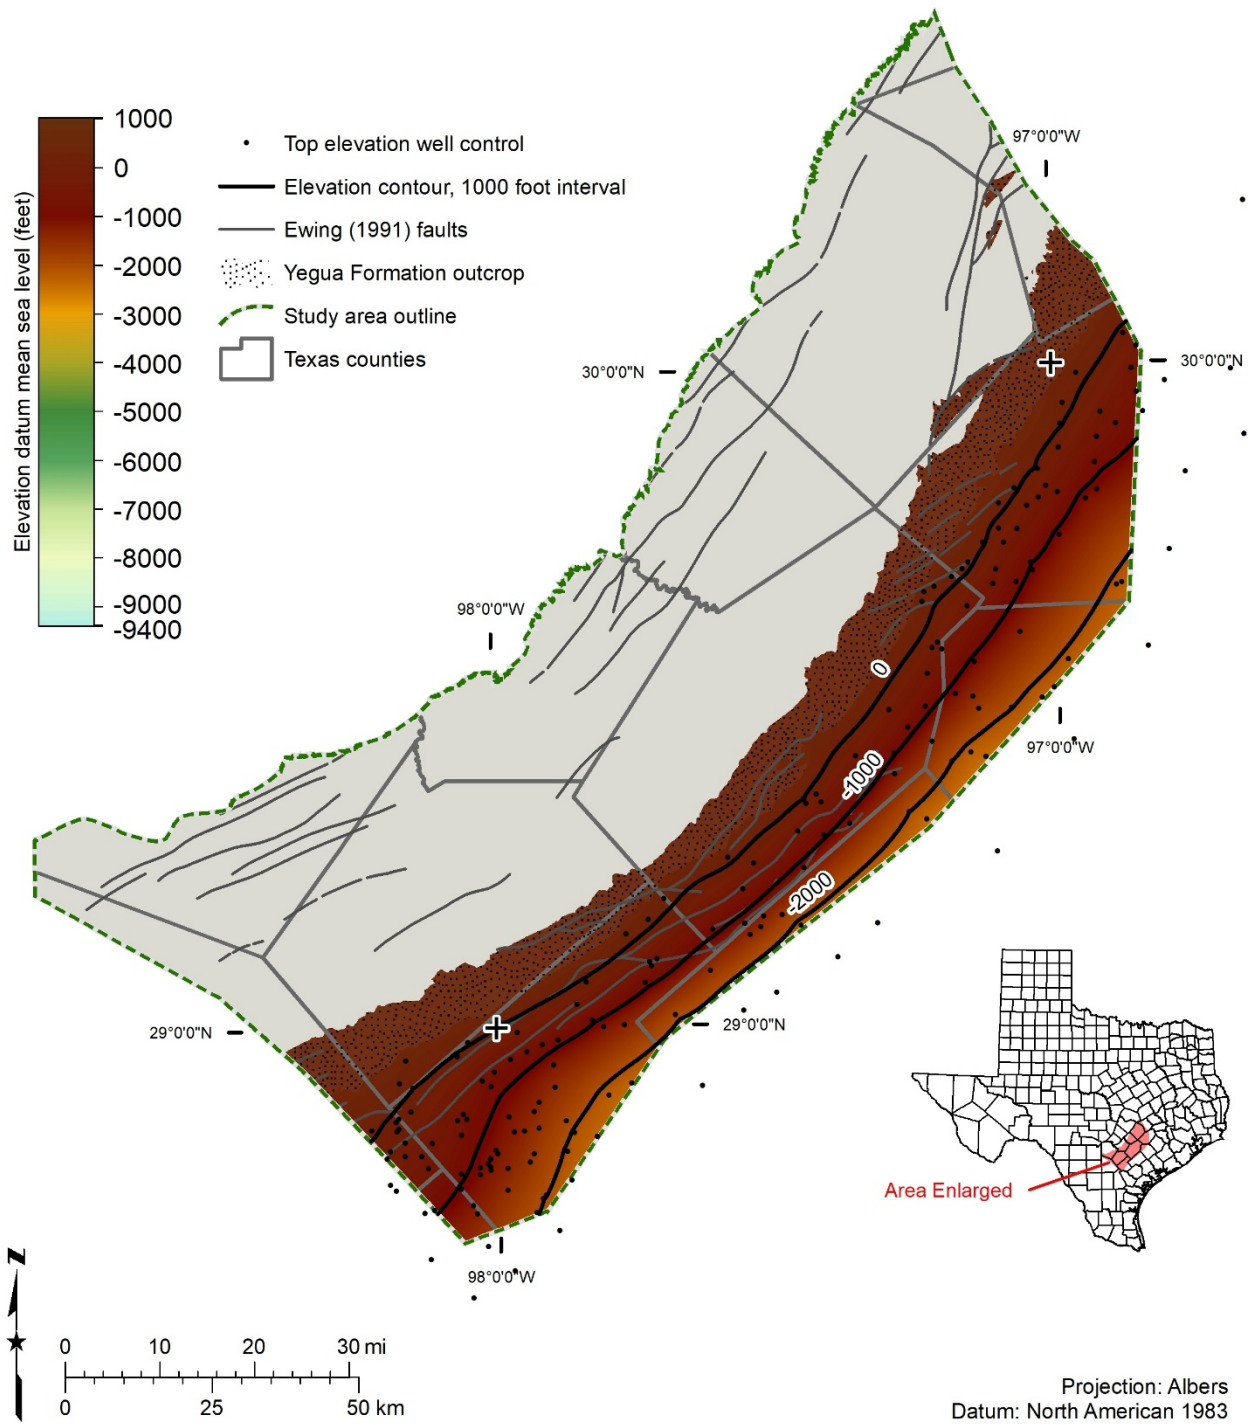 Elevation datum mean sea level (feet)
1000
0
-1000
-2000
-3000
-4000
-5000
-6000
-7000
-8000
-9000
-9400
Top elevation well control
Elevation contour, 1000 foot interval
Ewing (1991) faults
Yegua Formation outcrop
Study area outline
Texas counties
97°0'0"W
30°0'0"N
30°0'0"N
98°0'0"W
0
97°0'0"W
-1000
-2000
29°0'0"N
29°0'0"N
98°0'0"W
Area Enlarged
N
0 10 20 30 mi
0 25 50 km
Projection: Albers
Datum: North American 1983